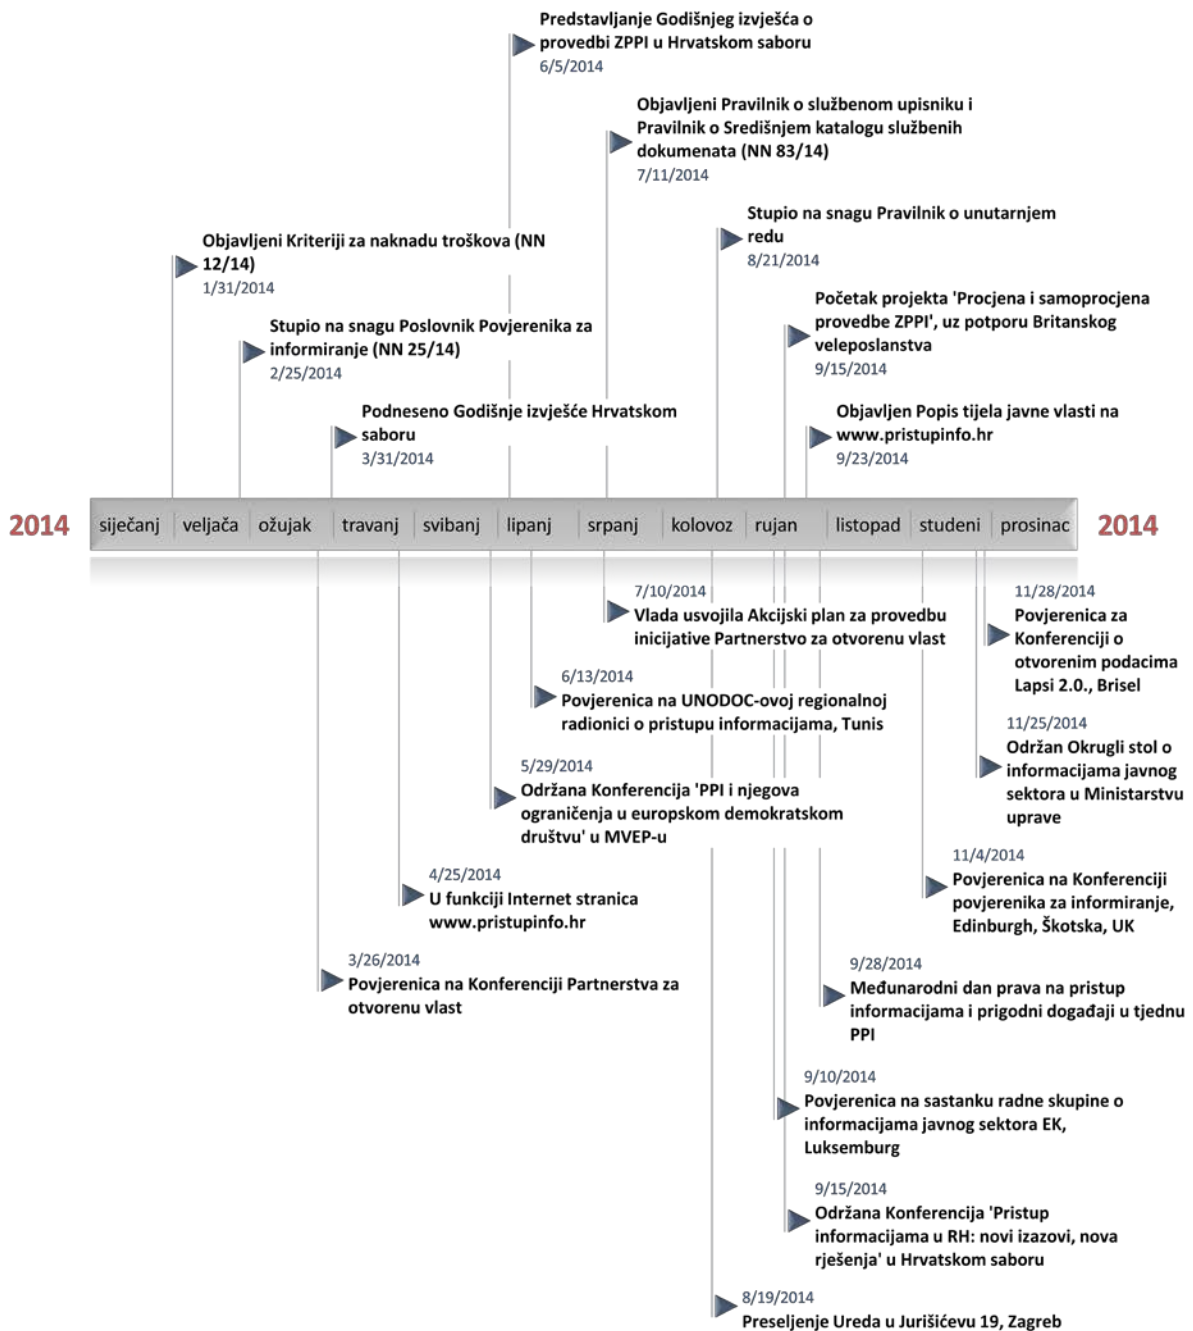 Predstavljanje Godišnjeg izvješća o
provedbi ZPPI u Hrvatskom saboru
6/5/2014
Objavljeni Pravilnik o službenom upisniku i
Pravilnik o Središnjem katalogu službenih
dokumenata (NN 83/14)
7/11/2014
Stupio na snagu Pravilnik o unutarnjem
redu
8/21/2014
Objavljeni Kriteriji za naknadu troškova (NN
12/14)
1/31/2014
Početak projekta 'Procjena i samoprocjena
provedbe ZPPI', uz potporu Britanskog
veleposlanstva
9/15/2014
Stupio na snagu Poslovnik Povjerenika za
informiranje (NN 25/14)
2/25/2014
Podneseno Godišnje izvješće Hrvatskom
saboru
3/31/2014
Objavljen Popis tijela javne vlasti na
www.pristupinfo.hr
9/23/2014
2014 siječanj veljača ožujak travanj svibanj lipanj srpanj kolovoz rujan listopad studeni prosinac 2014
7/10/2014
Vlada usvojila Akcijski plan za provedbu
inicijative Partnerstvo za otvorenu vlast
11/28/2014
Povjerenica za
Konferenciji o
otvorenim podacima
Lapsi 2.0., Brisel
6/13/2014
Povjerenica na UNODOC-ovoj regionalnoj
radionici o pristupu informacijama, Tunis
11/25/2014
Održan Okrugli stol o
informacijama javnog
sektora u Ministarstvu
uprave
5/29/2014
Održana Konferencija 'PPI i njegova
ograničenja u europskom demokratskom
društvu' u MVEP-u
11/4/2014
Povjerenica na Konferenciji
povjerenika za informiranje,
Edinburgh, Škotska, UK
4/25/2014
U funkciji Internet stranica
www.pristupinfo.hr
3/26/2014
Povjerenica na Konferenciji Partnerstva za
otvorenu vlast
9/28/2014
Međunarodni dan prava na pristup
informacijama i prigodni događaji u tjednu
PPI
9/10/2014
Povjerenica na sastanku radne skupine o
informacijama javnog sektora EK,
Luksemburg
9/15/2014
Održana Konferencija 'Pristup
informacijama u RH: novi izazovi, nova
rješenja' u Hrvatskom saboru
8/19/2014
Preseljenje Ureda u Jurišićevu 19, Zagreb